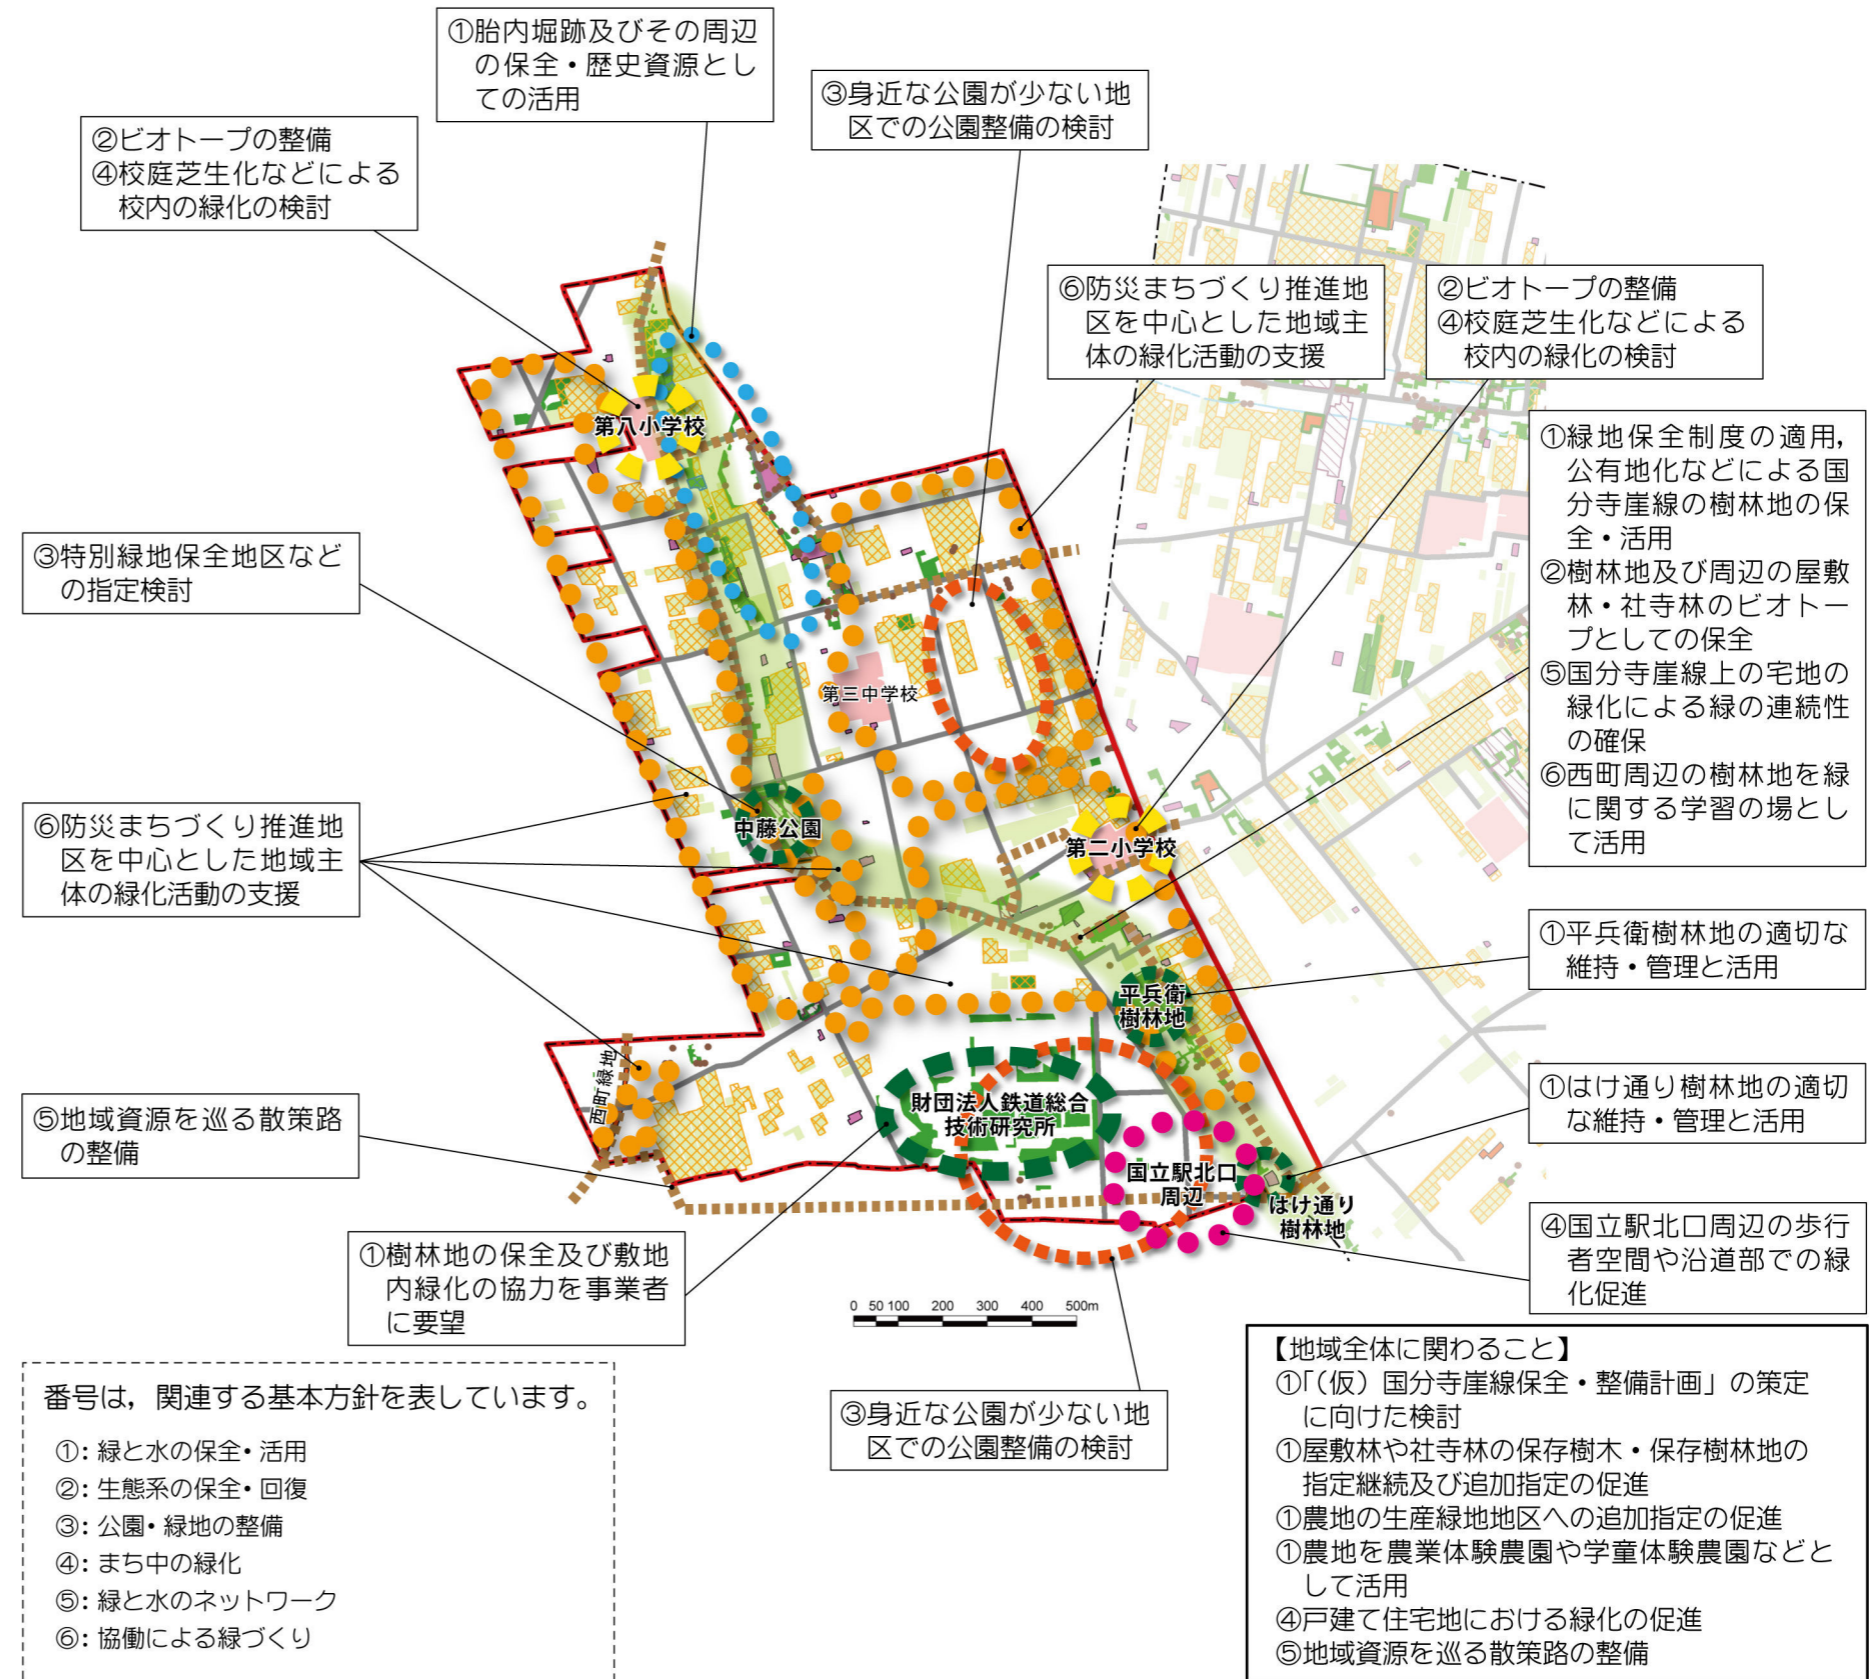 ①胎内堀跡及びその周辺
の保全・歴史資源とし
ての活用
③身近な公園が少ない地
区での公園整備の検討
②ビオトープの整備
④校庭芝生化などによる
校内の緑化の検討
⑥防災まちづくり推進地
区を中心とした地域主
体の緑化活動の支援
②ビオトープの整備
④校庭芝生化などによる
校内の緑化の検討
①緑地保全制度の適用，
公有地化などによる国
分寺崖線の樹林地の保
全・活用
②樹林地及び周辺の屋敷
林・社寺林のビオトー
プとしての保全
⑤国分寺崖線上の宅地の
緑化による緑の連続性
の確保
⑥西町周辺の樹林地を緑
に関する学習の場とし
て活用
第八小学校
③特別緑地保全地区など
の指定検討
第三中学校
⑥防災まちづくり推進地
区を中心とした地域主
体の緑化活動の支援
中藤公園
第二小学校
①平兵衛樹林地の適切な
維持・管理と活用
平兵衛
樹林地
西町緑地
⑤地域資源を巡る散策路
の整備
財団法人鉄道総合
技術研究所
①はけ通り樹林地の適切
な維持・管理と活用
国立駅北口
周辺
はけ通り
樹林地
①樹林地の保全及び敷地
内緑化の協力を事業者
に要望
④国立駅北口周辺の歩行
者空間や沿道部での緑
化促進
0 50 100 200 300 400 500m
③身近な公園が少ない地
区での公園整備の検討
番号は，関連する基本方針を表しています。
①：緑と水の保全・活用
②：生態系の保全・回復
③：公園・緑地の整備
④：まち中の緑化
⑤：緑と水のネットワーク
⑥：協働による緑づくり
【地域全体に関わること】
①「（仮）国分寺崖線保全・整備計画」の策定
に向けた検討
①屋敷林や社寺林の保存樹木・保存樹林地の
指定継続及び追加指定の促進
①農地の生産緑地地区への追加指定の促進
①農地を農業体験農園や学童体験農園などと
して活用
④戸建て住宅地における緑化の促進
⑤地域資源を巡る散策路の整備